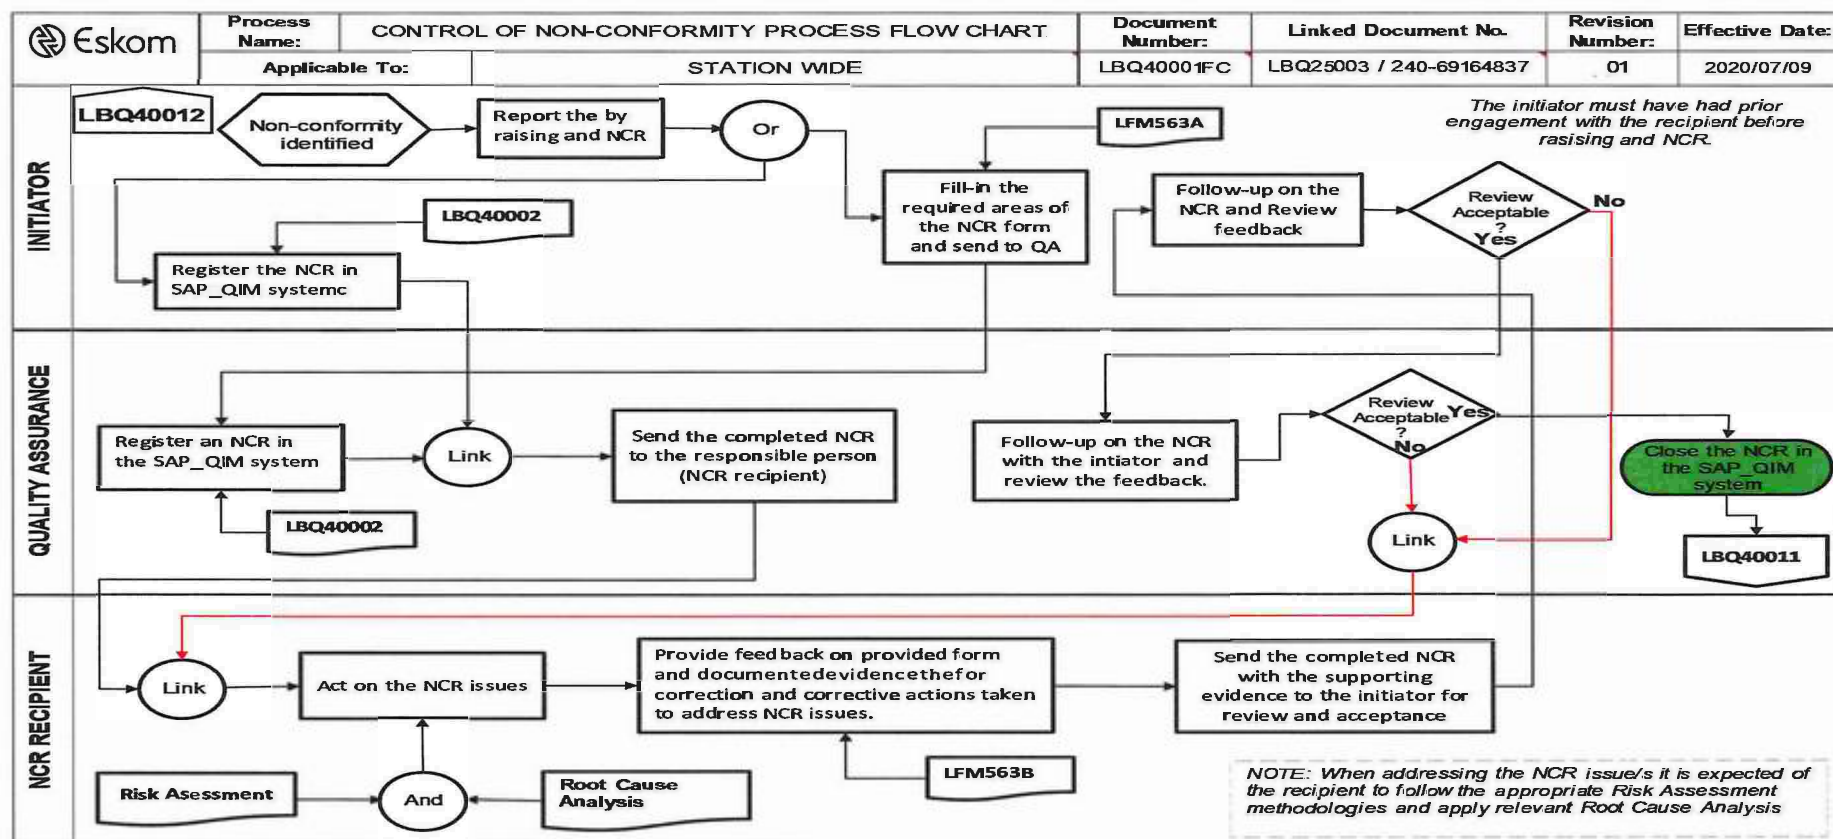 Eskom
Process
Name:
CONTROL OF NON-CONFORMITY PROCESS FLOW CHART
Document
Number:
Linked Document No.
Revision
Number:
Effective Date:
Applicable To:
STATION WIDE
LBQ40001FC
LBQ25003 / 240-69164837
01
2020/07/09
INITIATOR
LBQ40012
Non-conformity
identified
Report the by
raising and NCR
Or
LFM563A
The initiator must have had prior
engagement with the recipient before
rasising and NCR.
Fill-in the
required areas of
the NCR form
and send to QA
Follow-up on the
NCR and Review
feedback
Review
Acceptable
?
Yes
No
LBQ40002
Register the NCR in
SAP_QIM systemc
QUALITY ASSURANCE
Register an NCR in
the SAP_QIM system
Link
Send the completed NCR
to the responsible person
(NCR recipient)
Follow-up on the NCR
with the intiator and
review the feedback.
Review
Acceptable
?
Yes
No
Close the NCR in
the SAP_QIM
system
LBQ40002
Link
LBQ40011
NCR RECIPIENT
Link
Act on the NCR issues
Provide feedback on provided form
and documentedevidencethefor
correction and corrective actions taken
to address NCR issues.
Send the completed NCR
with the supporting
evidence to the initiator for
review and acceptance
Risk Asessment
And
Root Cause
Analysis
LFM563B
NOTE: When addressing the NCR issue/s it is expected of
the recipient to follow the appropriate Risk Assessment
methodologies and apply relevant Root Cause Analysis